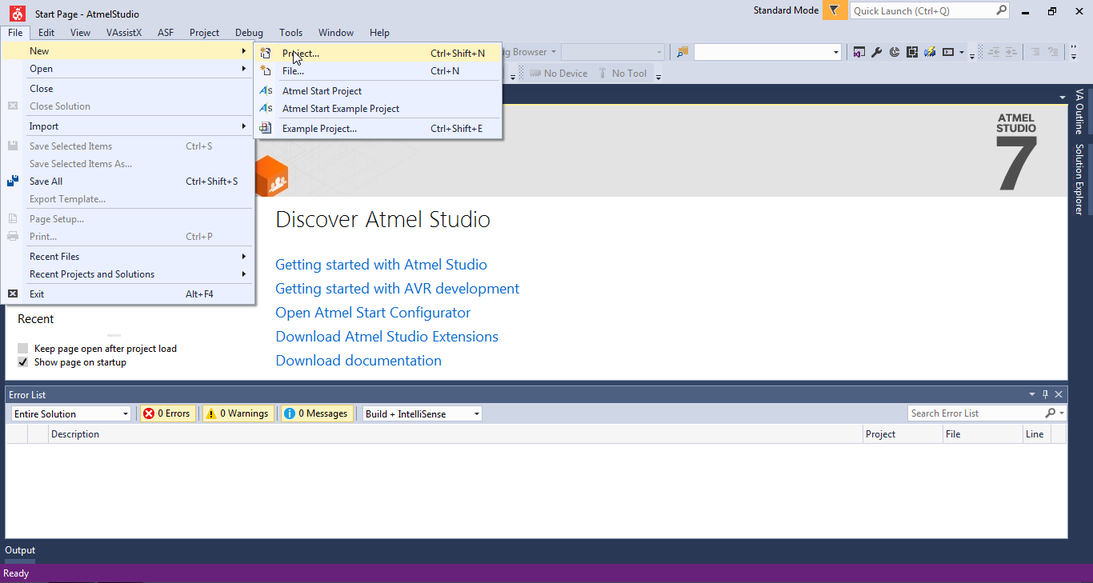 Start Page - AtmelStudio
Standard Mode
Quick Launch (Ctrl+Q)
File Edit View VAssistX ASF Project Debug Tools Window Help
New
Project... Ctrl+Shift+N
File... Ctrl+N
Atmel Start Project
Atmel Start Example Project
Example Project... Ctrl+Shift+E
Open
Close
Close Solution
Import
Save Selected Items Ctrl+S
Save Selected Items As...
Save All Ctrl+Shift+S
Export Template...
Page Setup...
Print... Ctrl+P
Recent Files
Recent Projects and Solutions
Exit Alt+F4
Browser
No Device No Tool
VA Outline
Solution Explorer
ATMEL
STUDIO
7
Discover Atmel Studio
Getting started with Atmel Studio
Getting started with AVR development
Open Atmel Start Configurator
Download Atmel Studio Extensions
Download documentation
Recent
Keep page open after project load
Show page on startup
Error List
Entire Solution 0 Errors 0 Warnings 0 Messages Build + IntelliSense Search Error List
Description Project File Line
Output
Ready